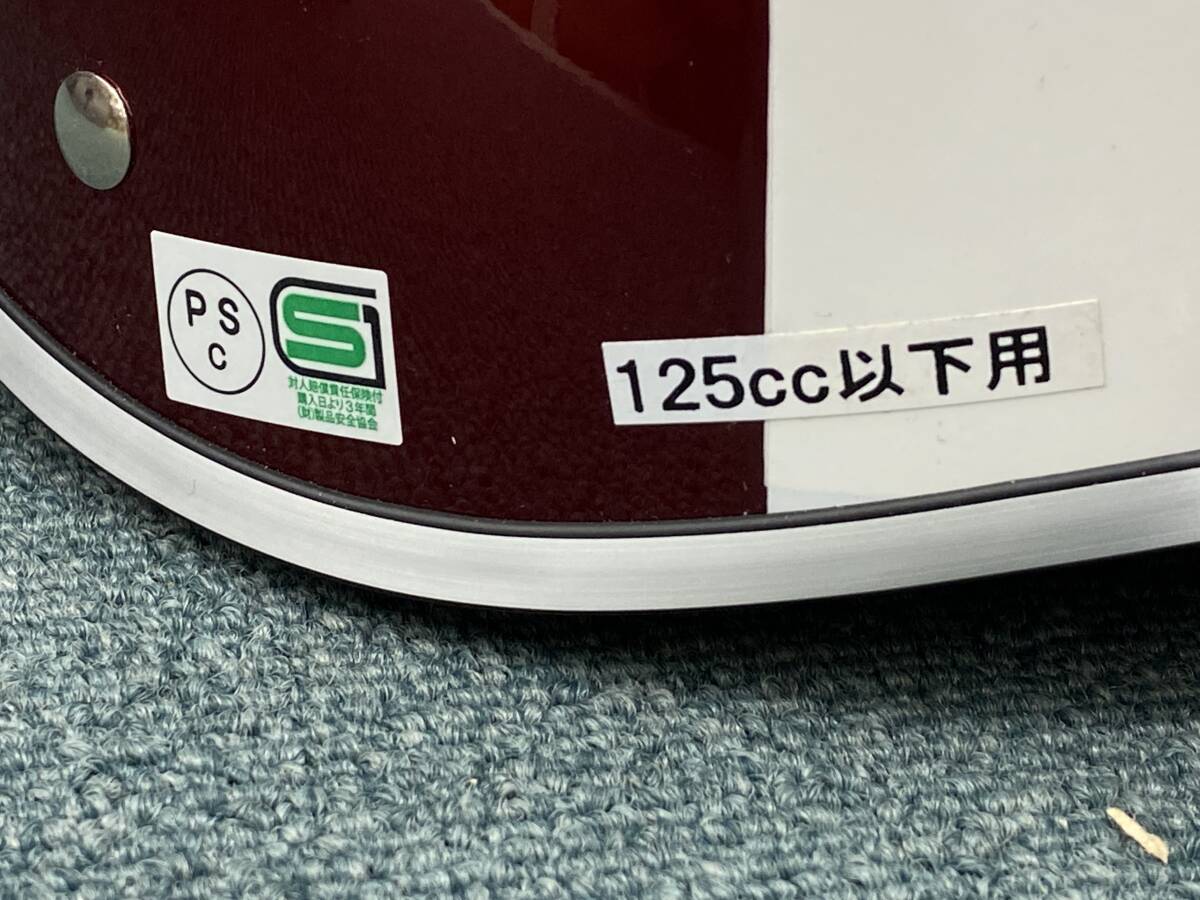 PS
C
SG
対人賠償責任保険付
購入日より3年間
(財)製品安全協会
125cc以下用